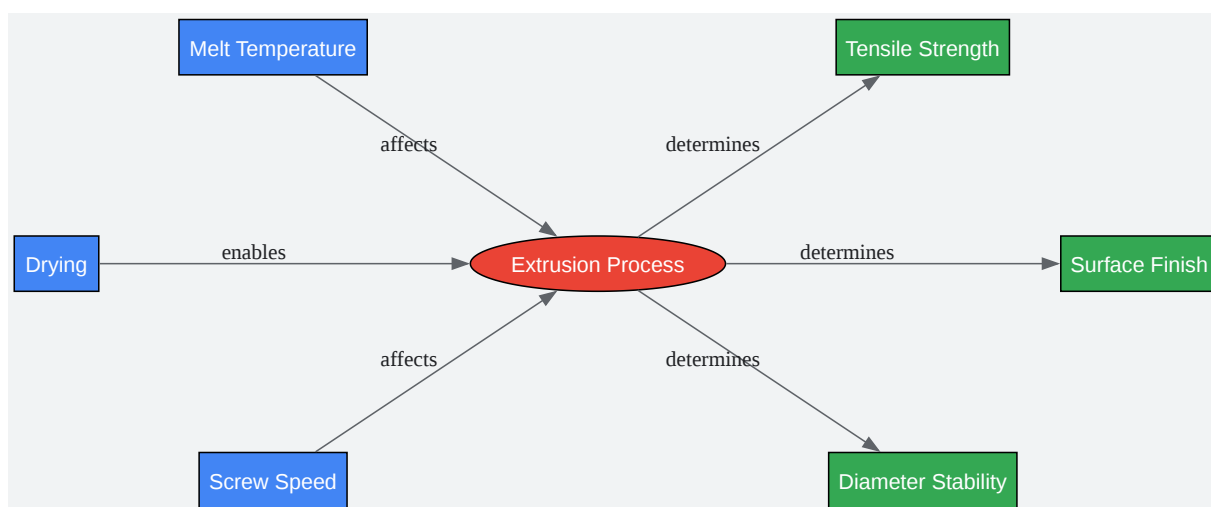 Melt Temperature
Tensile Strength
affects
determines
Drying
enables
Extrusion Process
determines
Surface Finish
affects
determines
Screw Speed
Diameter Stability